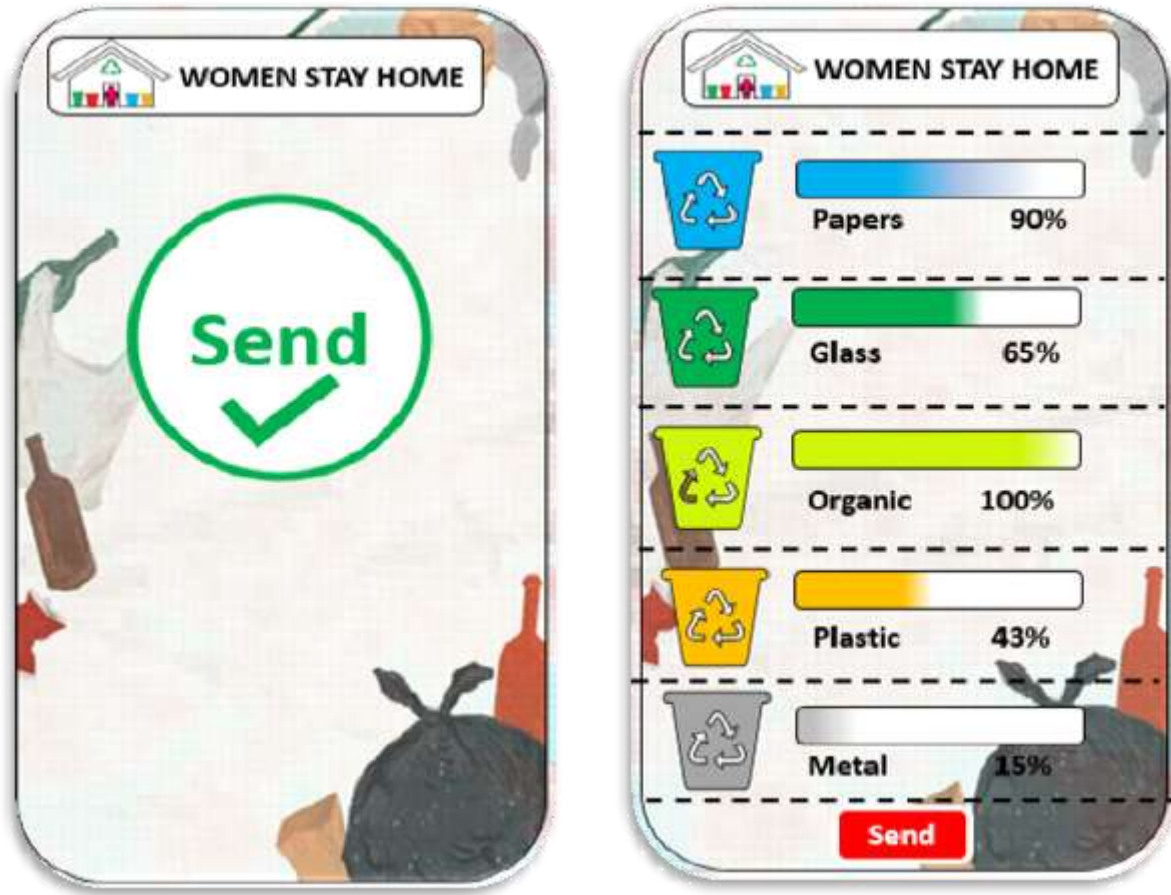 WOMEN STAY HOME
Send
WOMEN STAY HOME
Papers 90%
Glass 65%
Organic 100%
Plastic 43%
Metal 15%
Send